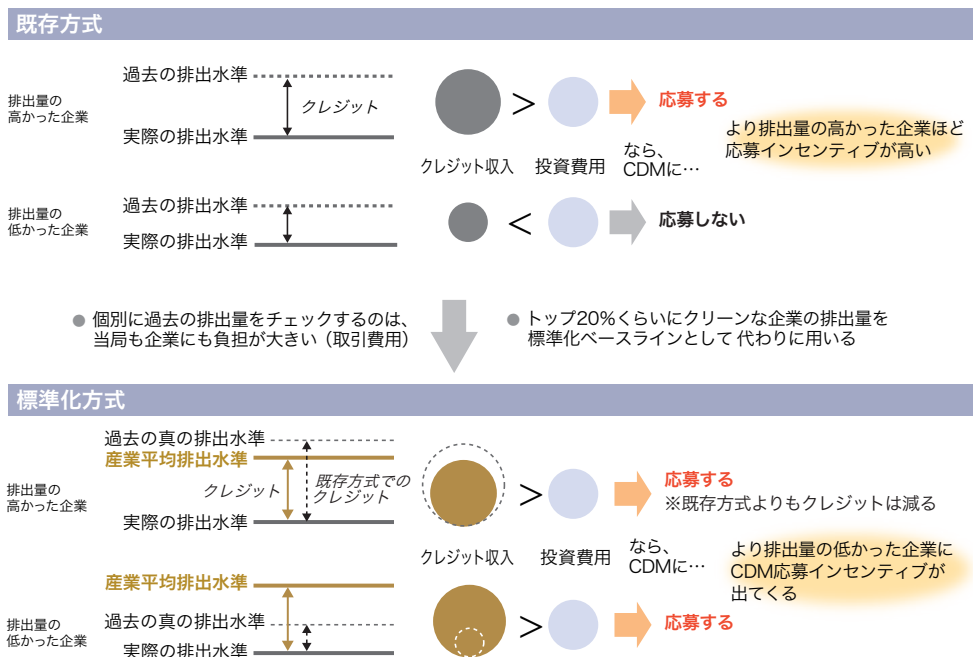 既存方式
排出量の
高かった企業
過去の排出水準
クレジット
実際の排出水準
>
応募する
クレジット収入
投資費用
なら、
CDMに…
より排出量の高かった企業ほど
応募インセンティブが高い
排出量の
低かった企業
過去の排出水準
実際の排出水準
<
応募しない
● 個別に過去の排出量をチェックするのは、
当局も企業にも負担が大きい（取引費用）
● トップ20%くらいにクリーンな企業の排出量を
標準化ベースラインとして 代わりに用いる
標準化方式
排出量の
高かった企業
過去の真の排出水準
産業平均排出水準
クレジット
既存方式での
クレジット
実際の排出水準
>
応募する
※既存方式よりもクレジットは減る
クレジット収入
投資費用
なら、
CDMに…
より排出量の低かった企業に
CDM応募インセンティブが
出てくる
排出量の
低かった企業
産業平均排出水準
過去の真の排出水準
実際の排出水準
>
応募する